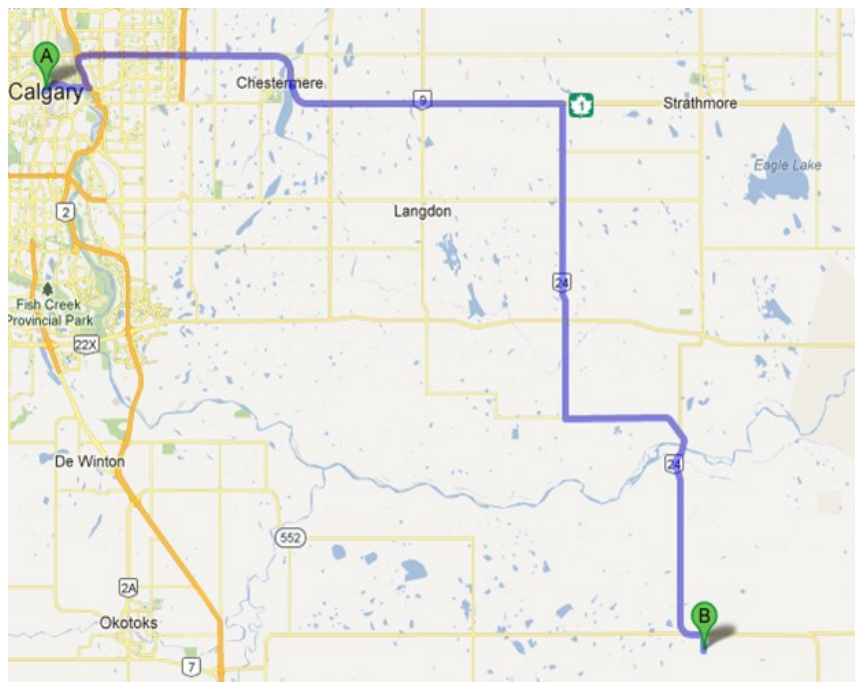 A
Calgary
Chestermere
9
1
Strathmore
Eagle Lake
2
Langdon
24
Fish Creek
Provincial Park
22X
De Winton
24
552
2A
Okotoks
B
7